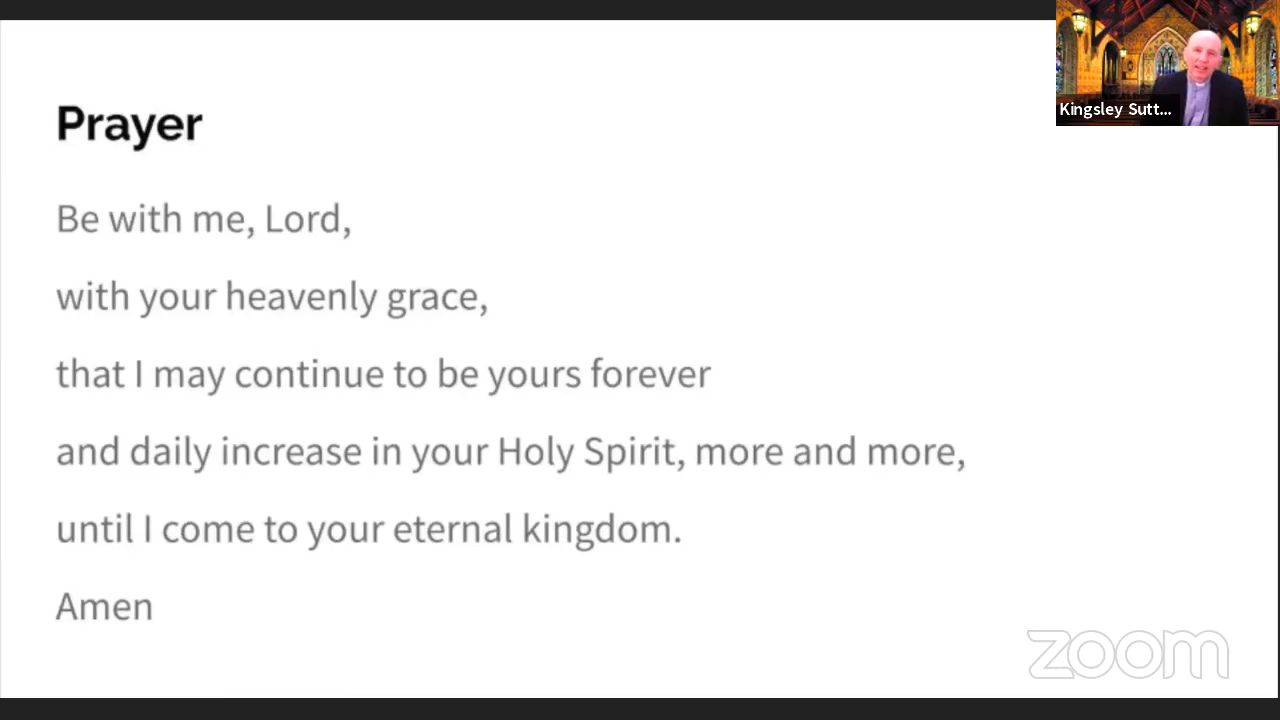 Prayer
Be with me, Lord,
with your heavenly grace,
that I may continue to be yours forever
and daily increase in your Holy Spirit, more and more,
until I come to your eternal kingdom.
Amen
Kingsley Sutt...
zoom